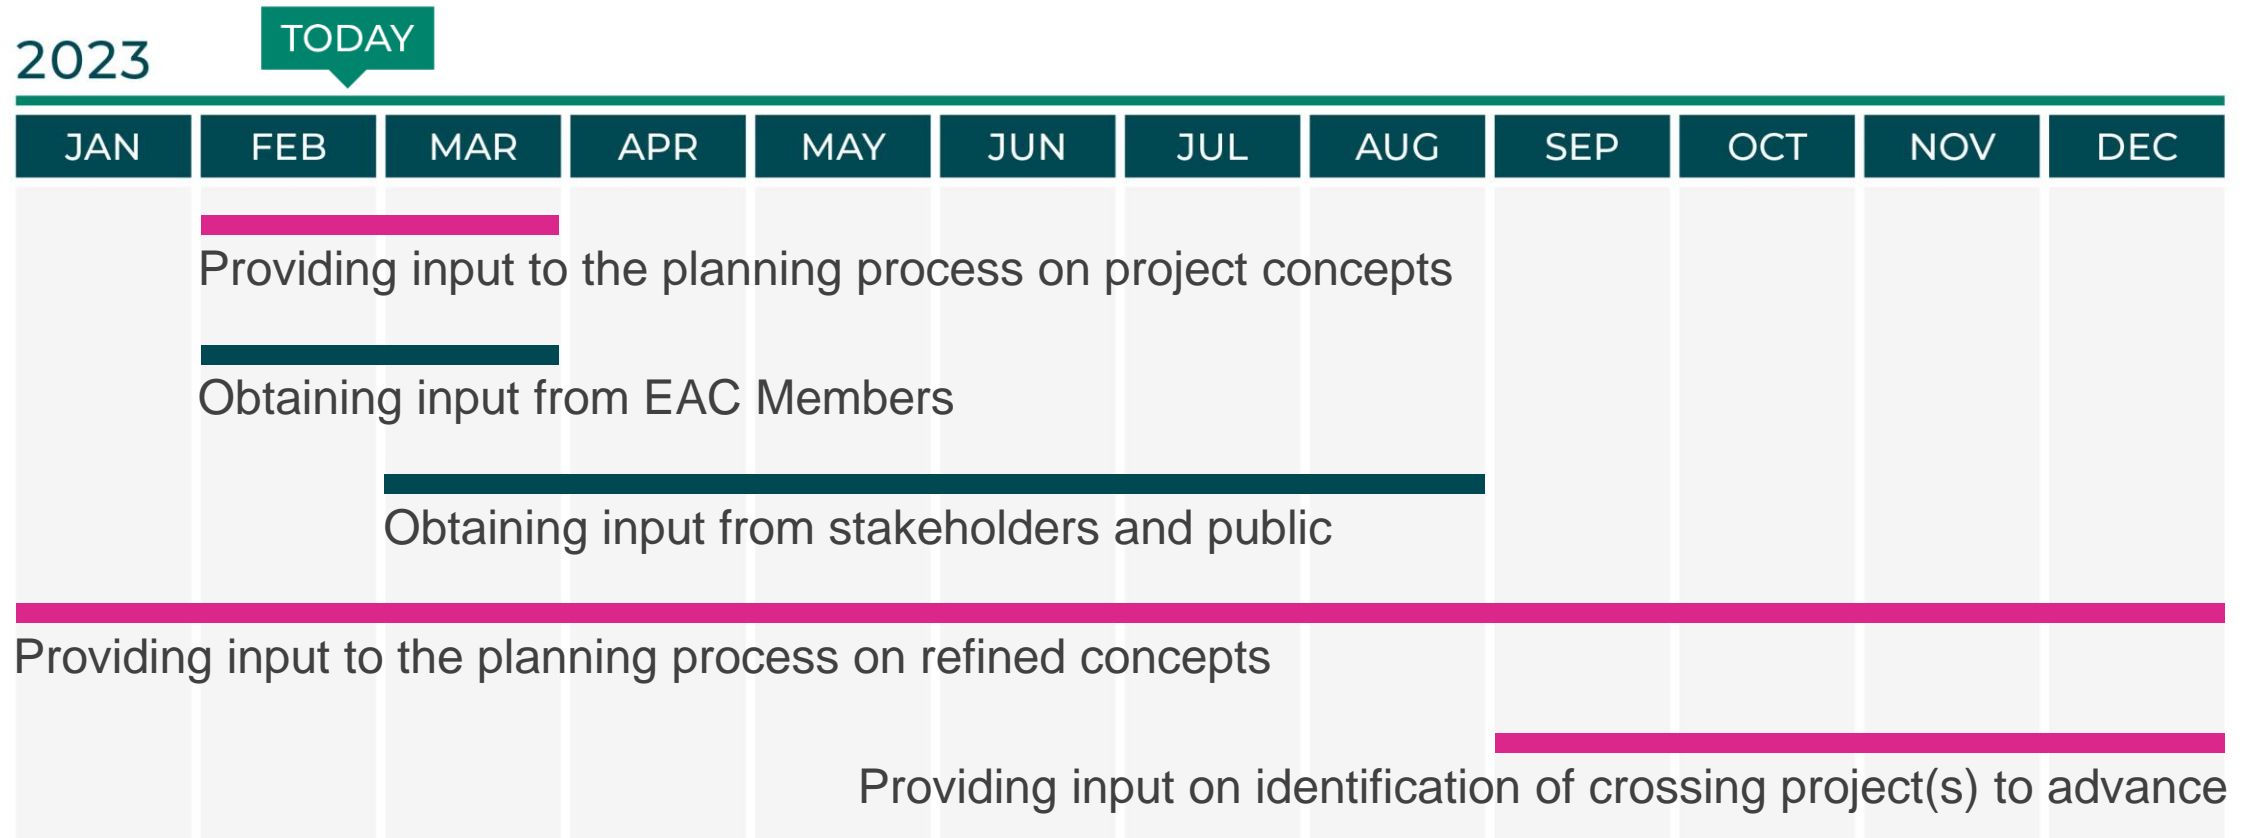 TODAY
2023
JAN FEB MAR APR MAY JUN JUL AUG SEP OCT NOV DEC
Providing input to the planning process on project concepts
Obtaining input from EAC Members
Obtaining input from stakeholders and public
Providing input to the planning process on refined concepts
Providing input on identification of crossing project(s) to advance